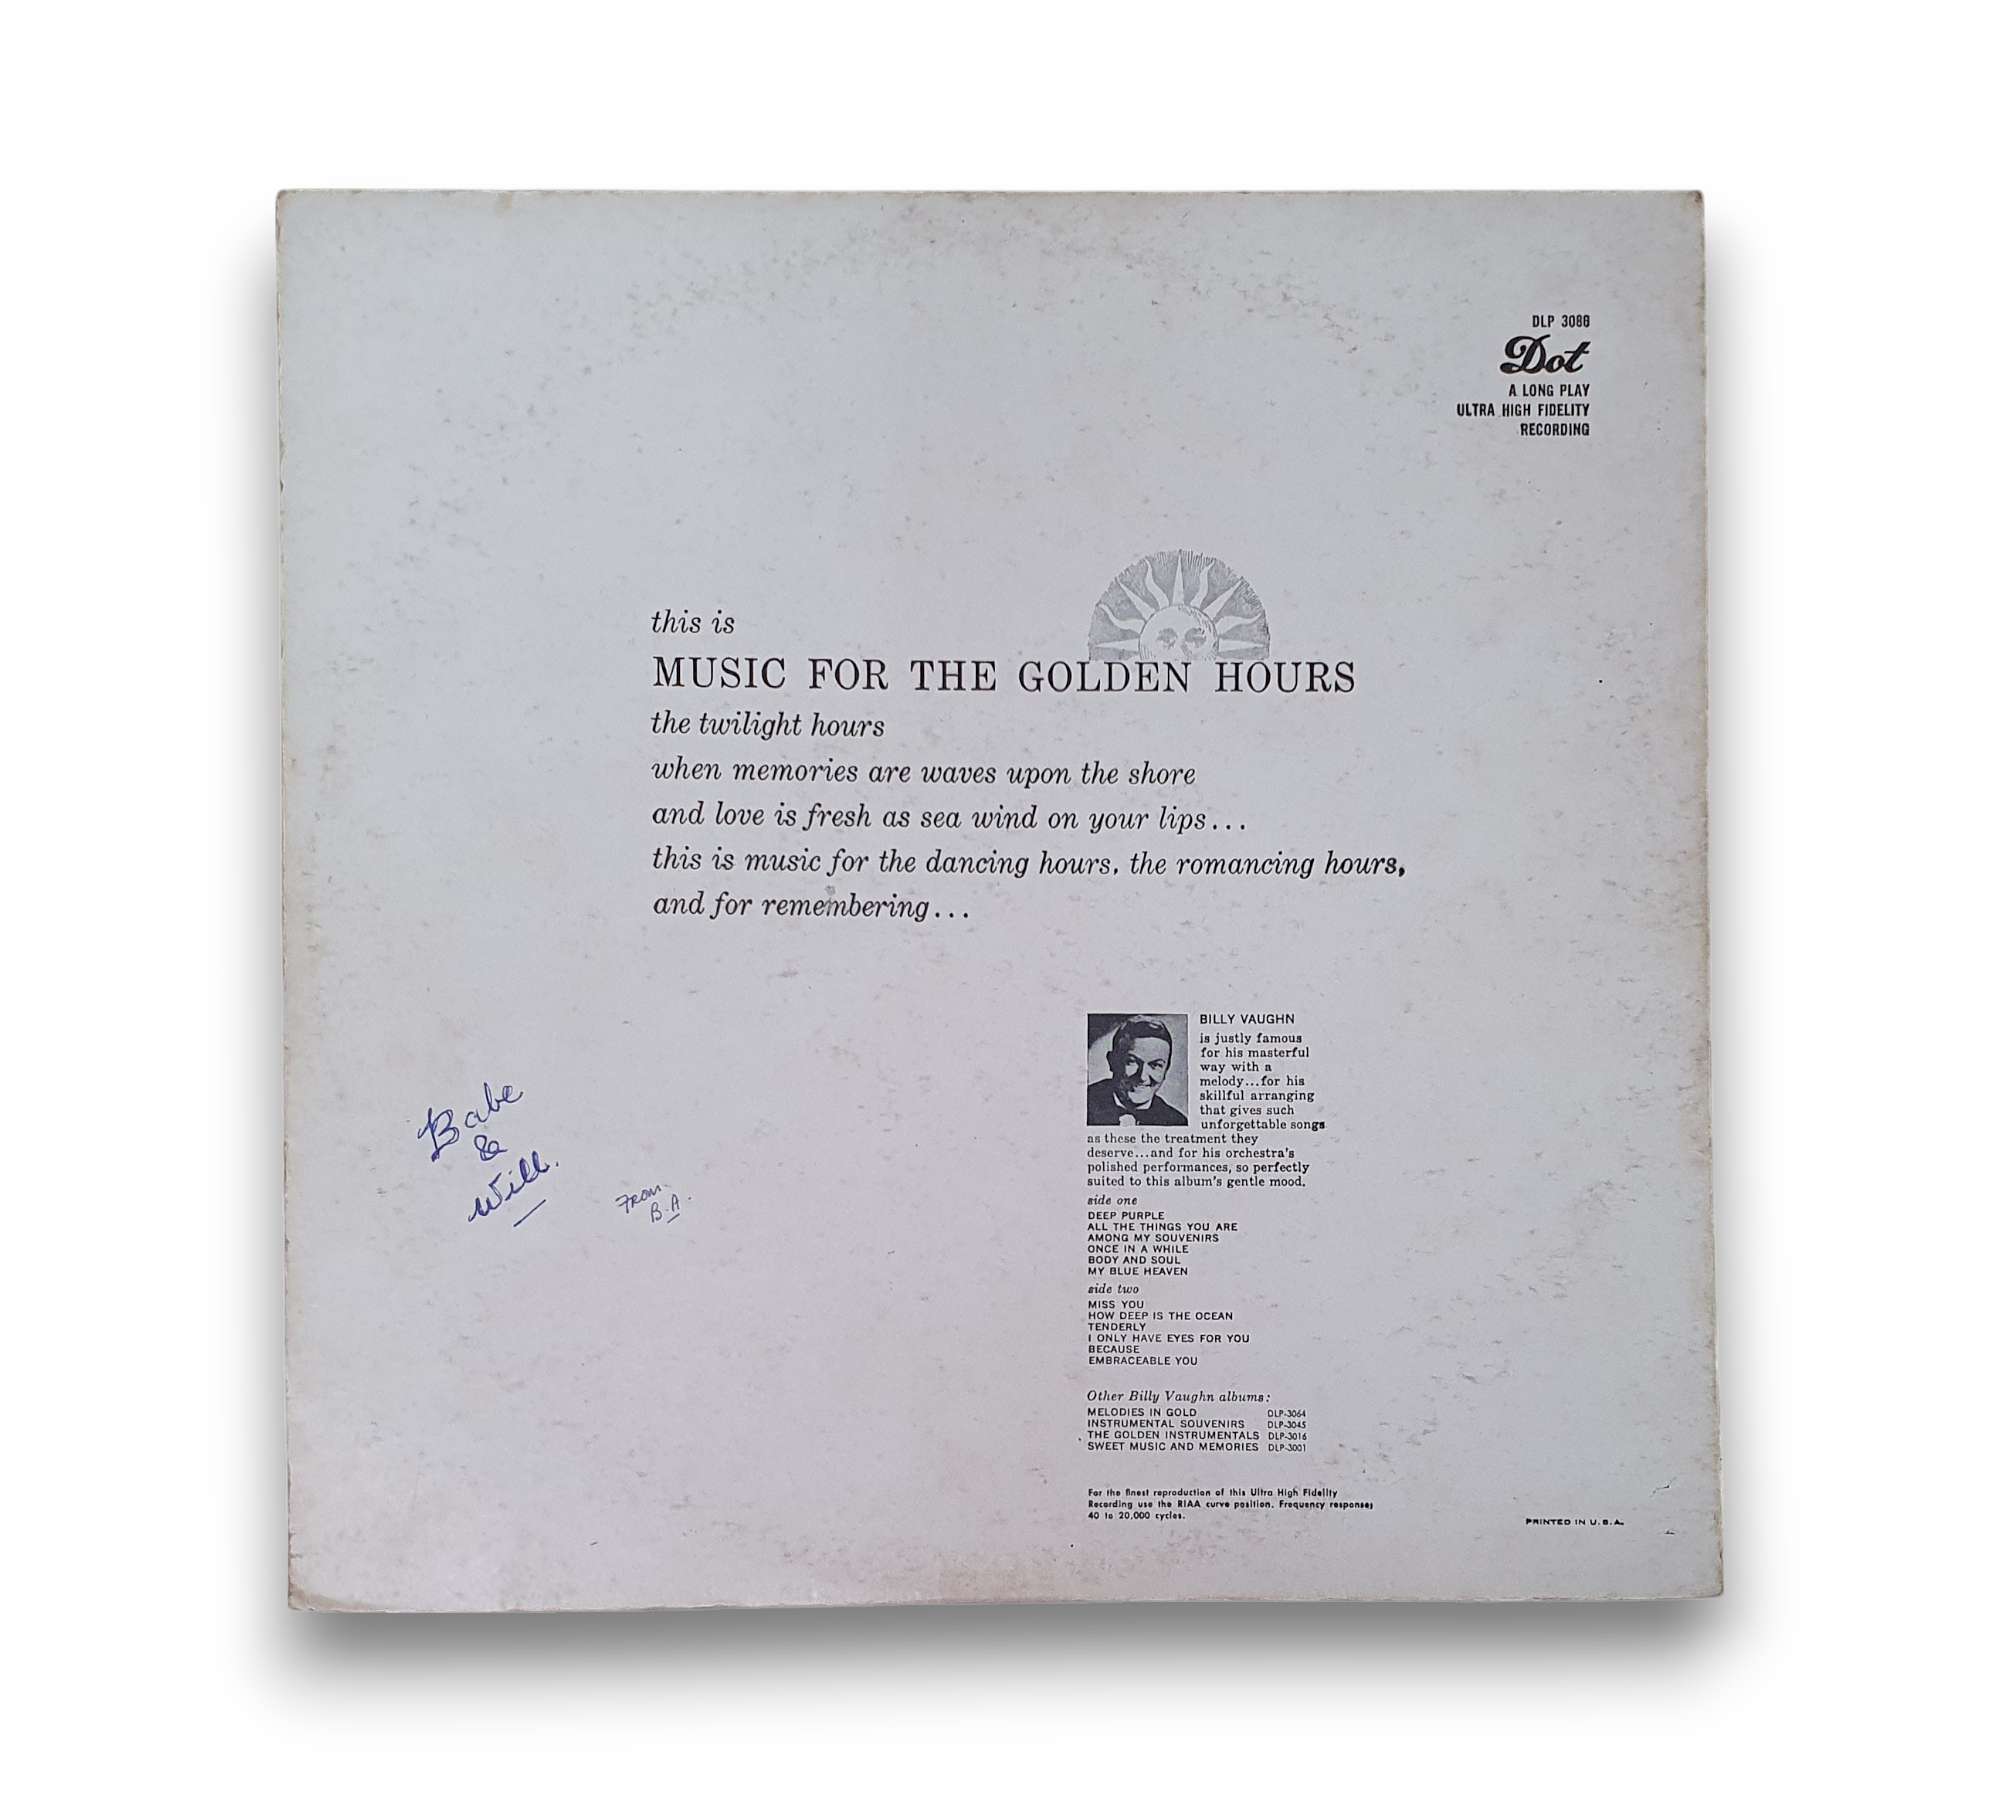 DLP 3086
Dot
A LONG PLAY
ULTRA HIGH FIDELITY
RECORDING
this is
MUSIC FOR THE GOLDEN HOURS
the twilight hours
when memories are waves upon the shore
and love is fresh as sea wind on your lips...
this is music for the dancing hours, the romancing hours,
and for remembering...
Babe
&
Will.
From
B.A.
BILLY VAUGHN
is justly famous
for his masterful
way with a
melody...for his
skillful arranging
that gives such
unforgettable songs
as these the treatment they
deserve...and for his orchestra's
polished performances, so perfectly
suited to this album's gentle mood.
side one
DEEP PURPLE
ALL THE THINGS YOU ARE
AMONG MY SOUVENIRS
ONCE IN A WHILE
BODY AND SOUL
MY BLUE HEAVEN
side two
MISS YOU
HOW DEEP IS THE OCEAN
TENDERLY
I ONLY HAVE EYES FOR YOU
BECAUSE
EMBRACEABLE YOU
Other Billy Vaughn albums:
MELODIES IN GOLD DLP-3064
INSTRUMENTAL SOUVENIRS DLP-3045
THE GOLDEN INSTRUMENTALS DLP-3016
SWEET MUSIC AND MEMORIES DLP-3001
For the finest reproduction of this Ultra High Fidelity
Recording use the RIAA curve position. Frequency responses
40 to 20,000 cycles.
PRINTED IN U.S.A.